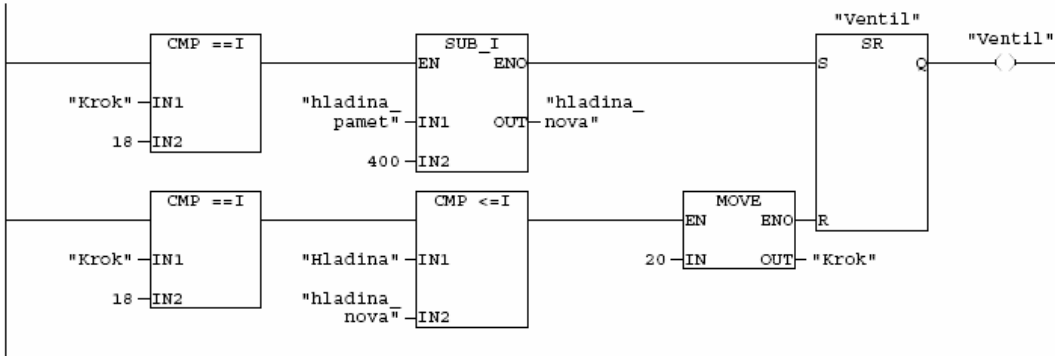 "Ventil"
CMP ==I
SUB_I
SR
"Ventil"
EN
ENO
S
Q
"Krok"
IN1
"hladina_
pamet"
IN1
OUT
"hladina_
nova"
18
IN2
400
IN2
CMP ==I
CMP <=I
MOVE
EN
ENO
R
"Krok"
IN1
"Hladina"
IN1
20
IN
OUT
"Krok"
18
IN2
"hladina_
nova"
IN2